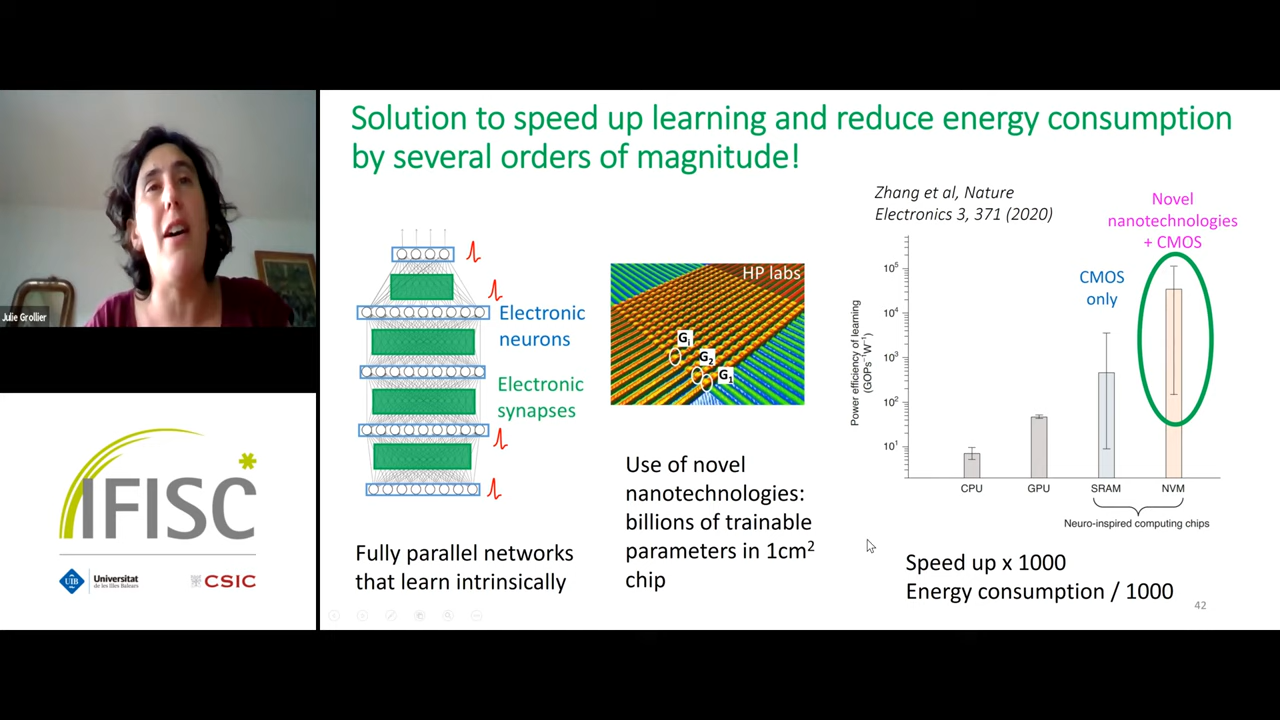 Solution to speed up learning and reduce energy consumption
by several orders of magnitude!
Julie Grollier
IFISC
UIB
Universitat
de les Illes Balears
CSIC
Electronic
neurons
Electronic
synapses
Fully parallel networks
that learn intrinsically
HP labs
Gi
G2
G1
Use of novel
nanotechnologies:
billions of trainable
parameters in 1cm²
chip
Zhang et al, Nature
Electronics 3, 371 (2020)
Novel
nanotechnologies
+ CMOS
CMOS
only
Power efficiency of learning
(GOPs⁻¹W⁻¹)
10⁵
10⁴
10³
10²
10¹
CPU
GPU
SRAM
NVM
Neuro-inspired computing chips
Speed up x 1000
Energy consumption / 1000
42